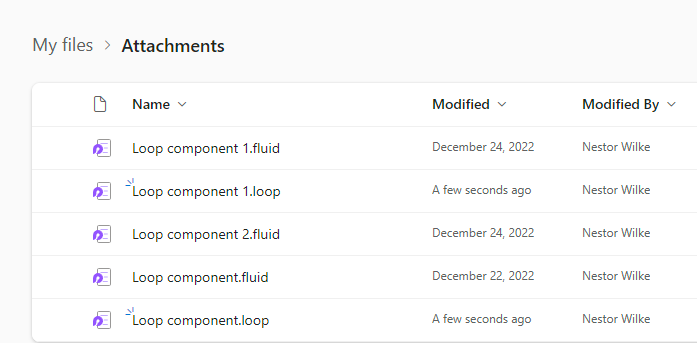 My files > Attachments
Name Modified Modified By
Loop component 1.fluid December 24, 2022 Nestor Wilke
Loop component 1.loop A few seconds ago Nestor Wilke
Loop component 2.fluid December 24, 2022 Nestor Wilke
Loop component.fluid December 22, 2022 Nestor Wilke
Loop component.loop A few seconds ago Nestor Wilke